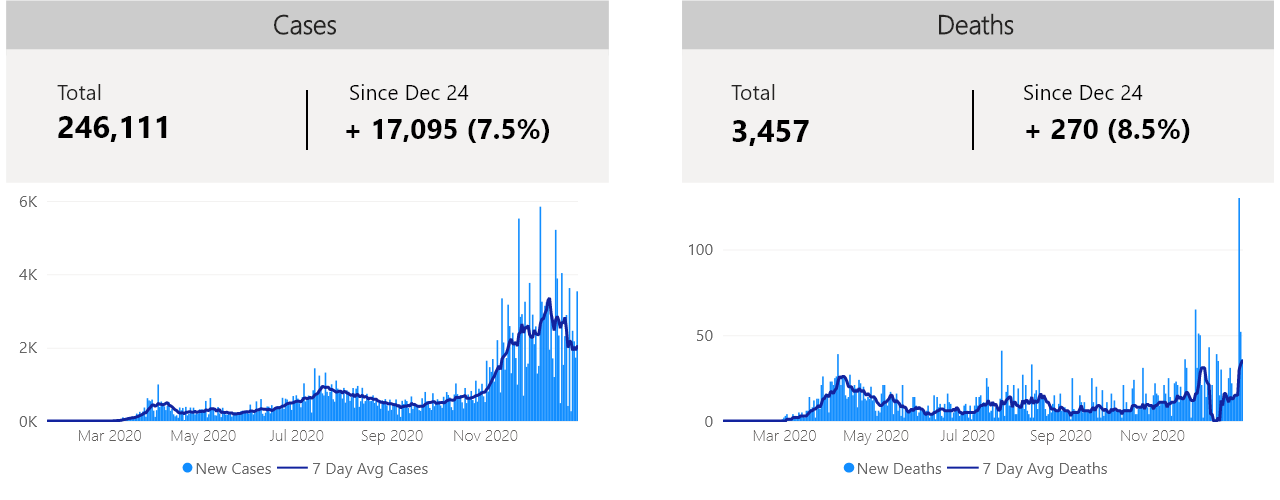 Cases
Total
246,111
Since Dec 24
+ 17,095 (7.5%)
6K
4K
2K
0K
Mar 2020 May 2020 Jul 2020 Sep 2020 Nov 2020
New Cases 7 Day Avg Cases
Deaths
Total
3,457
Since Dec 24
+ 270 (8.5%)
100
50
0
Mar 2020 May 2020 Jul 2020 Sep 2020 Nov 2020
New Deaths 7 Day Avg Deaths